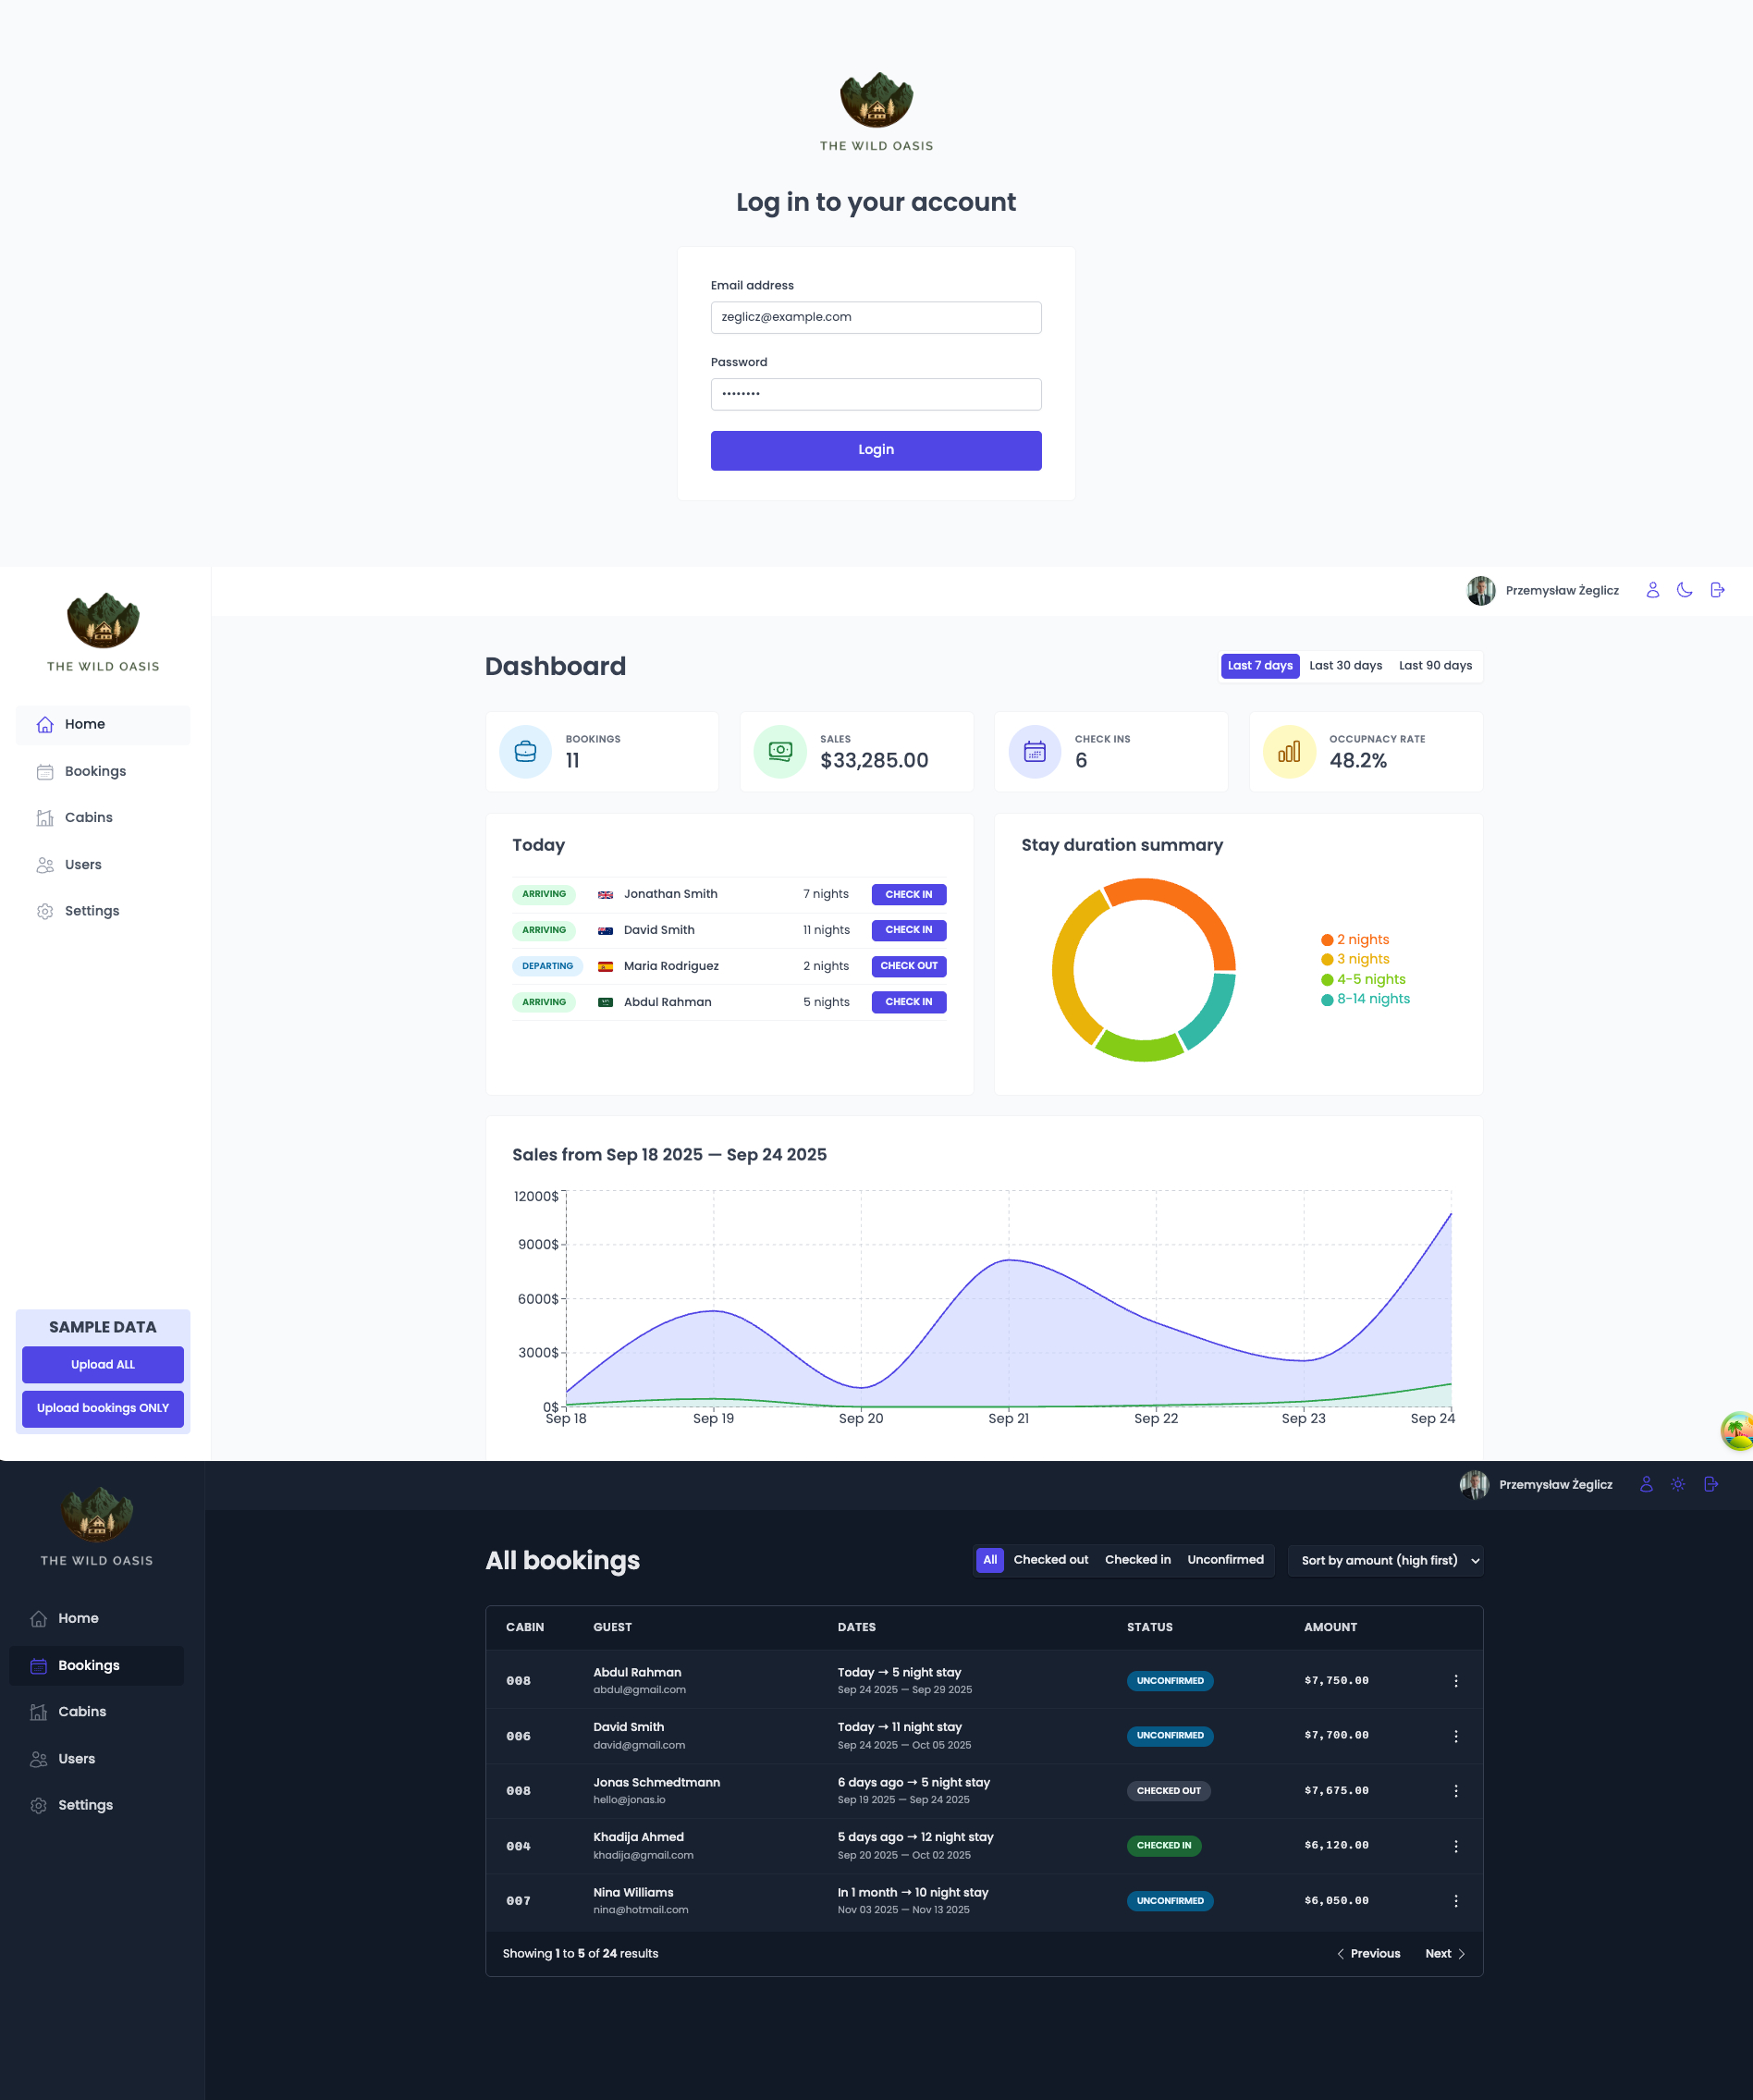 THE WILD OASIS
Log in to your account
Email address
zeglicz@example.com
Password
••••••••
Login
THE WILD OASIS
Przemysław Żeglicz
Home
Bookings
Cabins
Users
Settings
SAMPLE DATA
Upload ALL
Upload bookings ONLY
Dashboard
Last 7 days Last 30 days Last 90 days
BOOKINGS
11
SALES
$33,285.00
CHECK INS
6
OCCUPNACY RATE
48.2%
Today
ARRIVING Jonathan Smith 7 nights CHECK IN
ARRIVING David Smith 11 nights CHECK IN
DEPARTING Maria Rodriguez 2 nights CHECK OUT
ARRIVING Abdul Rahman 5 nights CHECK IN
Stay duration summary
2 nights
3 nights
4-5 nights
8-14 nights
Sales from Sep 18 2025 — Sep 24 2025
12000$
9000$
6000$
3000$
0$
Sep 18 Sep 19 Sep 20 Sep 21 Sep 22 Sep 23 Sep 24
THE WILD OASIS
Przemysław Żeglicz
Home
Bookings
Cabins
Users
Settings
All bookings
All Checked out Checked in Unconfirmed Sort by amount (high first)
CABIN GUEST DATES STATUS AMOUNT
008 Abdul Rahman Today → 5 night stay UNCONFIRMED $7,750.00
abdul@gmail.com Sep 24 2025 — Sep 29 2025
006 David Smith Today → 11 night stay UNCONFIRMED $7,700.00
david@gmail.com Sep 24 2025 — Oct 05 2025
008 Jonas Schmedtmann 6 days ago → 5 night stay CHECKED OUT $7,675.00
hello@jonas.io Sep 19 2025 — Sep 24 2025
004 Khadija Ahmed 5 days ago → 12 night stay CHECKED IN $6,120.00
khadija@gmail.com Sep 20 2025 — Oct 02 2025
007 Nina Williams In 1 month → 10 night stay UNCONFIRMED $6,050.00
nina@hotmail.com Nov 03 2025 — Nov 13 2025
Showing 1 to 5 of 24 results
Previous Next